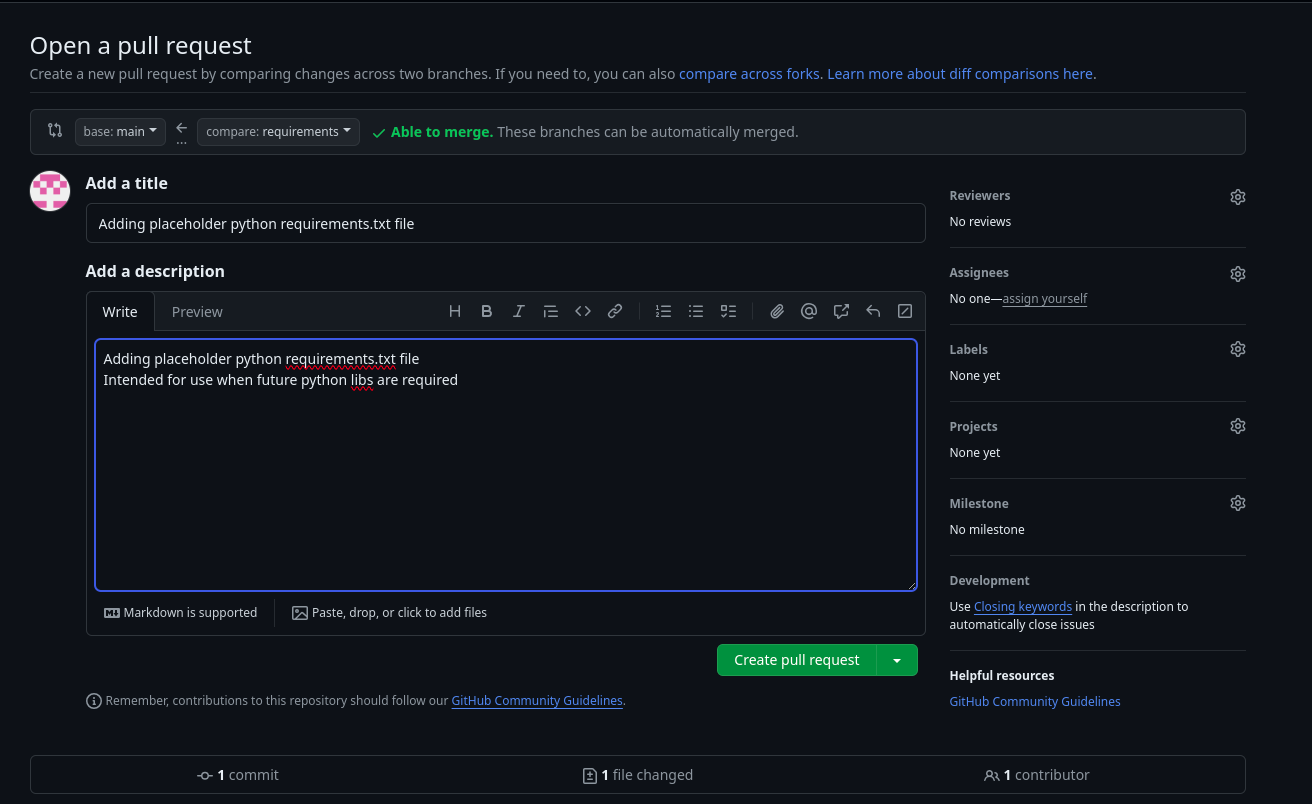 Open a pull request
Create a new pull request by comparing changes across two branches. If you need to, you can also compare across forks. Learn more about diff comparisons here.
base: main
compare: requirements
Able to merge. These branches can be automatically merged.
Add a title
Adding placeholder python requirements.txt file
Add a description
Write Preview
Adding placeholder python requirements.txt file
Intended for use when future python libs are required
Markdown is supported
Paste, drop, or click to add files
Create pull request
Remember, contributions to this repository should follow our GitHub Community Guidelines.
Reviewers
No reviews
Assignees
No one—assign yourself
Labels
None yet
Projects
None yet
Milestone
No milestone
Development
Use Closing keywords in the description to
automatically close issues
Helpful resources
GitHub Community Guidelines
1 commit
1 file changed
1 contributor